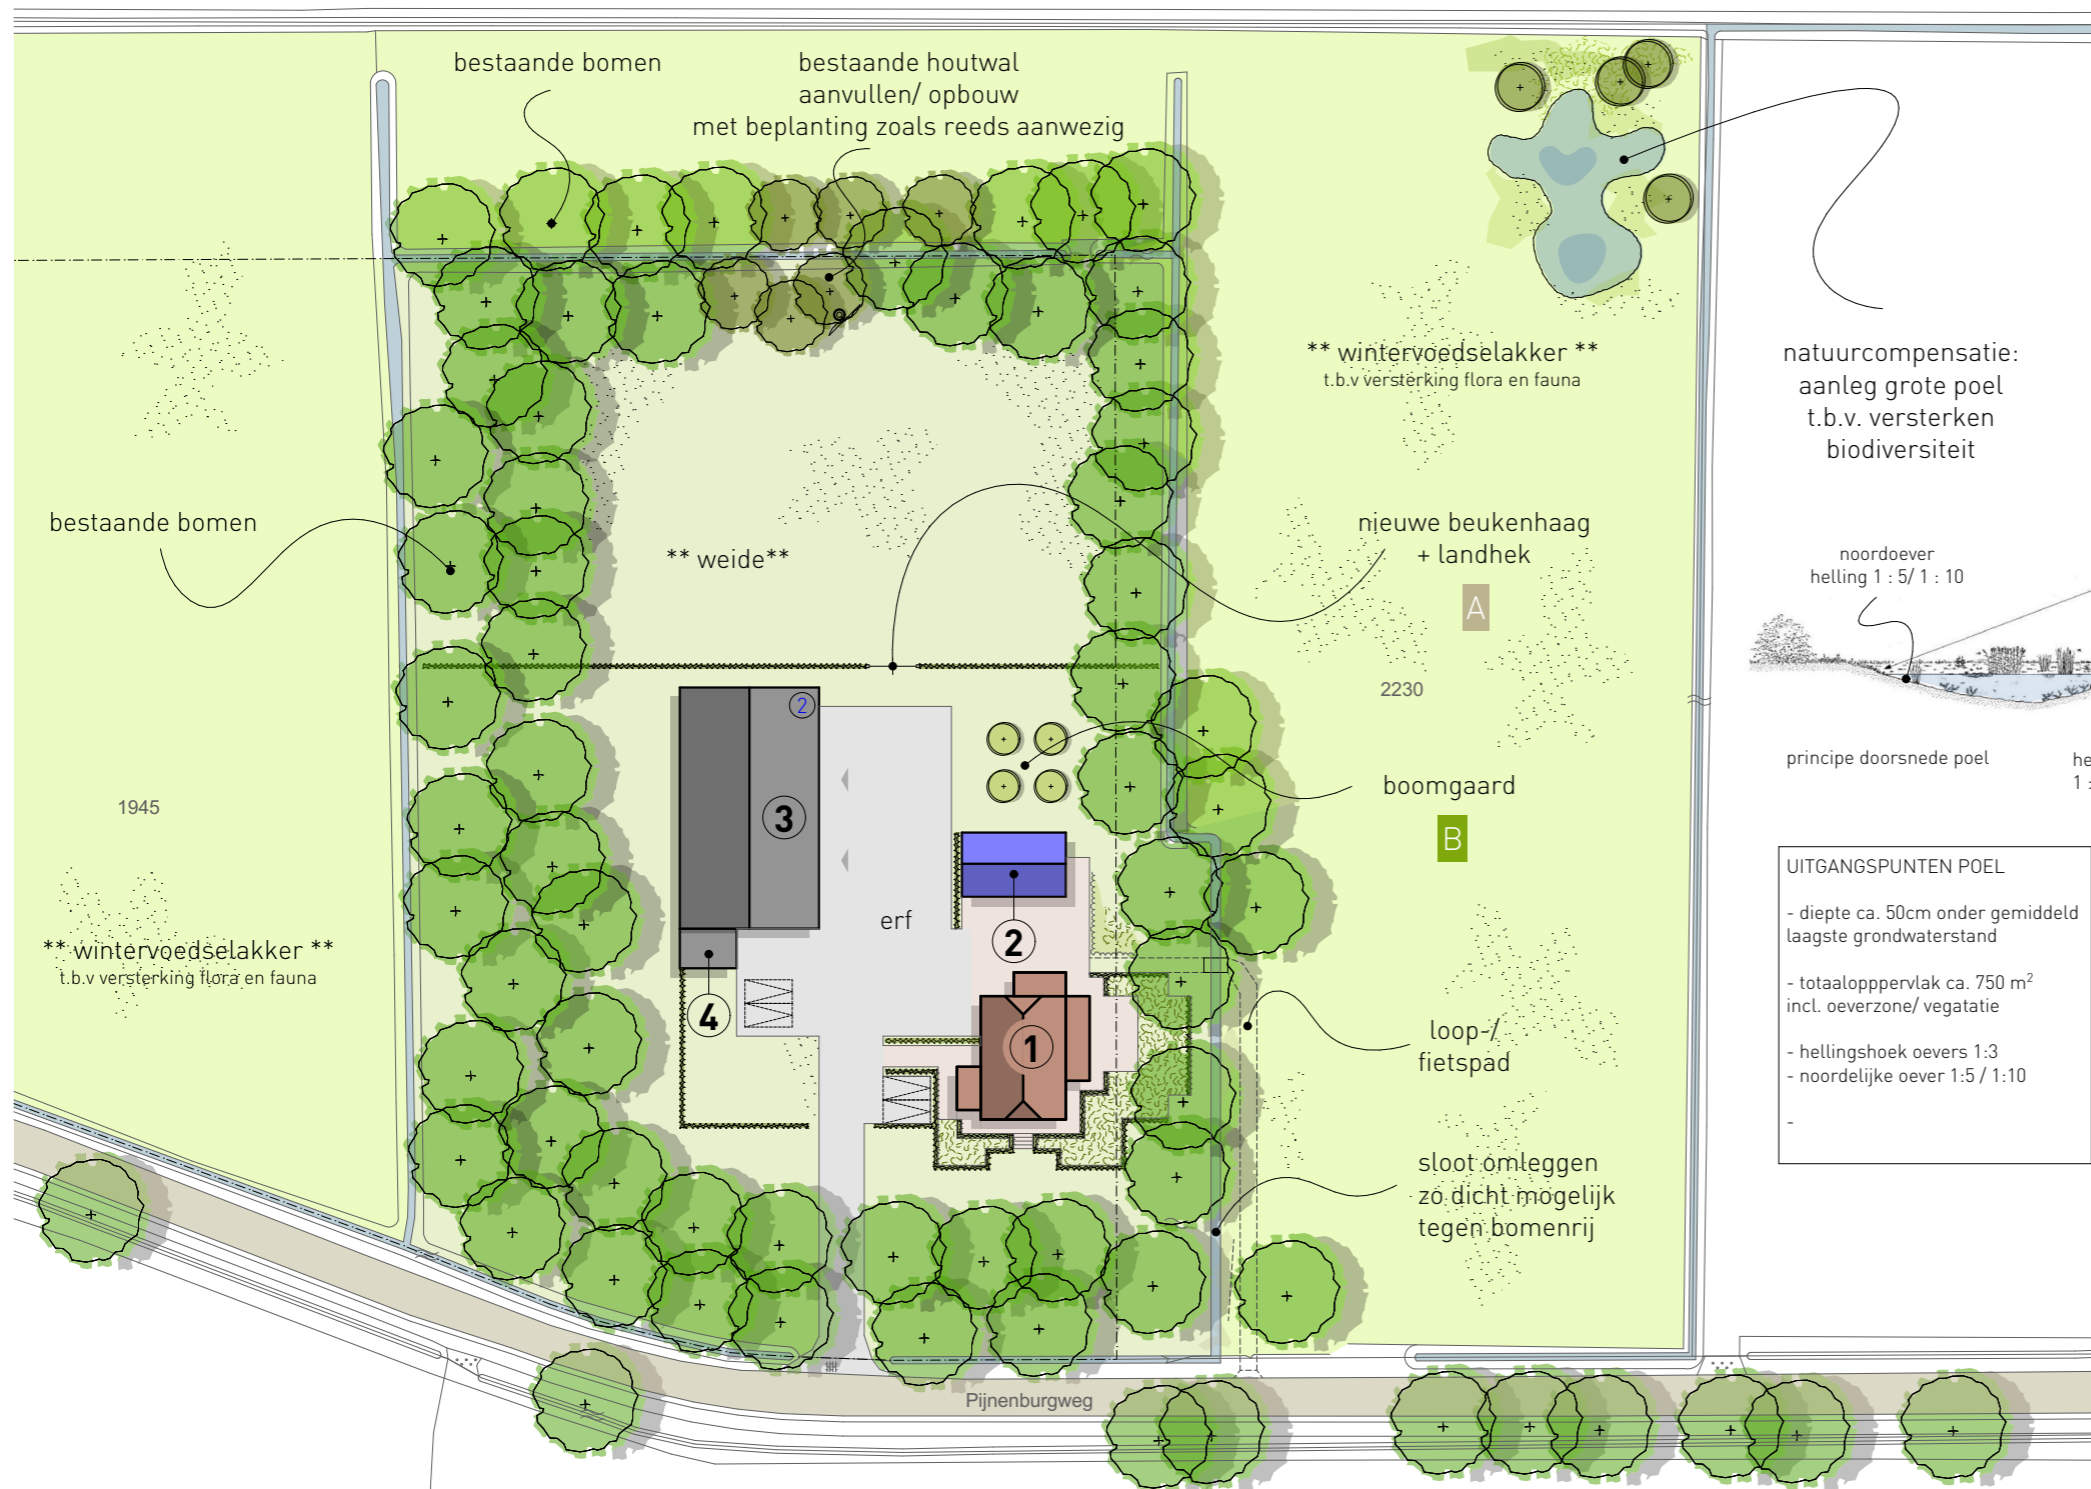 bestaande bomen
bestaande houtwal
aanvullen/ opbouw
met beplanting zoals reeds aanwezig
** wintervoedselakker **
t.b.v versterking flora en fauna
natuurcompensatie:
aanleg grote poel
t.b.v. versterken
biodiversiteit
bestaande bomen
** weide**
nieuwe beukenhaag
+ landhek
A
noordoever
helling 1 : 5/ 1 : 10
2230
2
principe doorsnede poel
he
1 :
1945
3
boomgaard
B
UITGANGSPUNTEN POEL
- diepte ca. 50cm onder gemiddeld
laagste grondwaterstand
- totaalopppervlak ca. 750 m²
incl. oeverzone/ vegatatie
- hellingshoek oevers 1:3
- noordelijke oever 1:5 / 1:10
-
erf
2
** wintervoedselakker **
t.b.v versterking flora en fauna
4
1
loop-/
fietspad
sloot omleggen
zo dicht mogelijk
tegen bomenrij
Pijnenburgweg